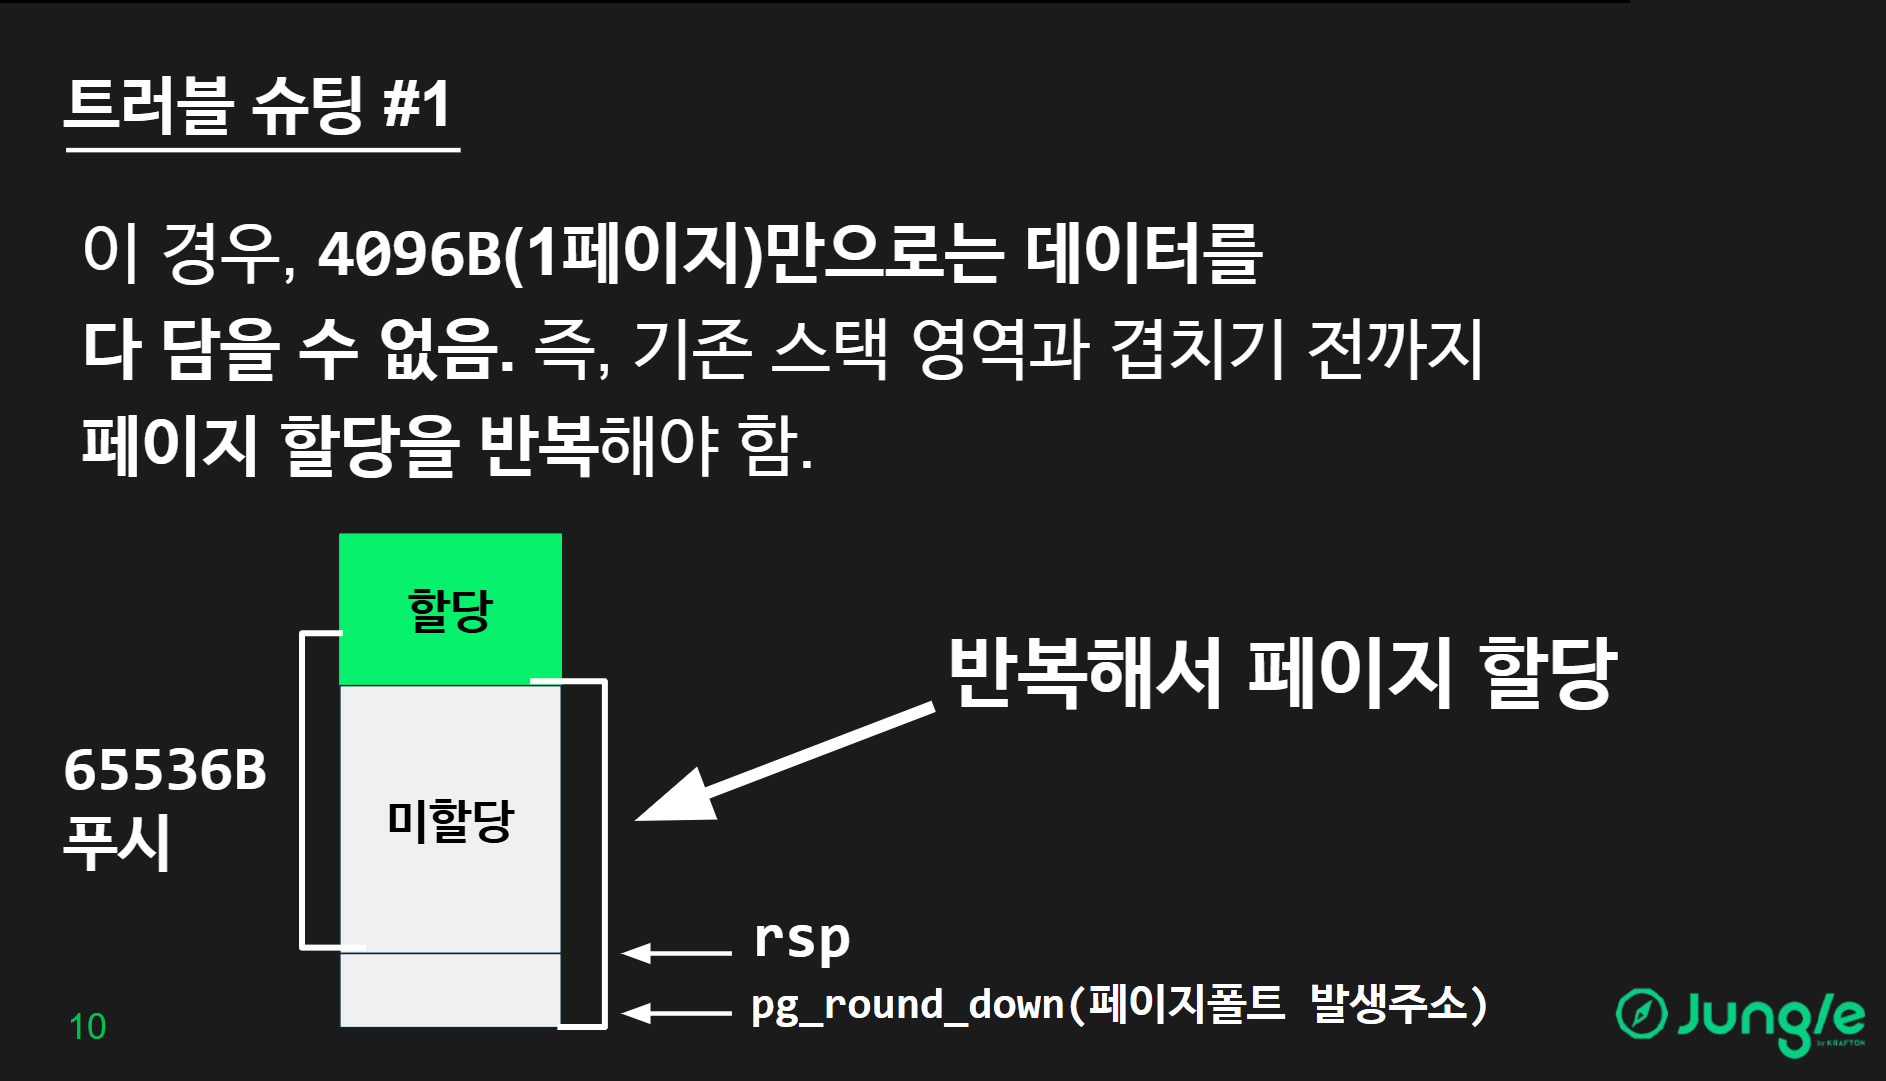 트러블 슈팅 #1
이 경우, 4096B(1페이지)만으로는 데이터를
다 담을 수 없음. 즉, 기존 스택 영역과 겹치기 전까지
페이지 할당을 반복해야 함.
할당
반복해서 페이지 할당
65536B
푸시
미할당
rsp
pg_round_down(페이지폴트 발생주소)
10
Jungle
by KRAFTON